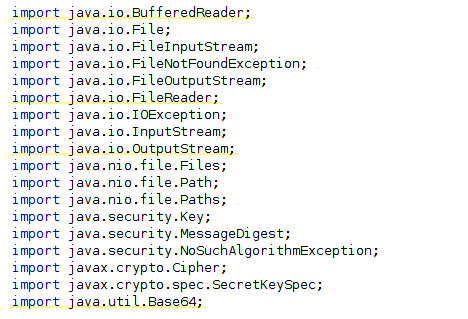 import java.io.BufferedReader;
import java.io.File;
import java.io.FileInputStream;
import java.io.FileNotFoundException;
import java.io.FileOutputStream;
import java.io.FileReader;
import java.io.IOException;
import java.io.InputStream;
import java.io.OutputStream;
import java.nio.file.Files;
import java.nio.file.Path;
import java.nio.file.Paths;
import java.security.Key;
import java.security.MessageDigest;
import java.security.NoSuchAlgorithmException;
import javax.crypto.Cipher;
import javax.crypto.spec.SecretKeySpec;
import java.util.Base64;